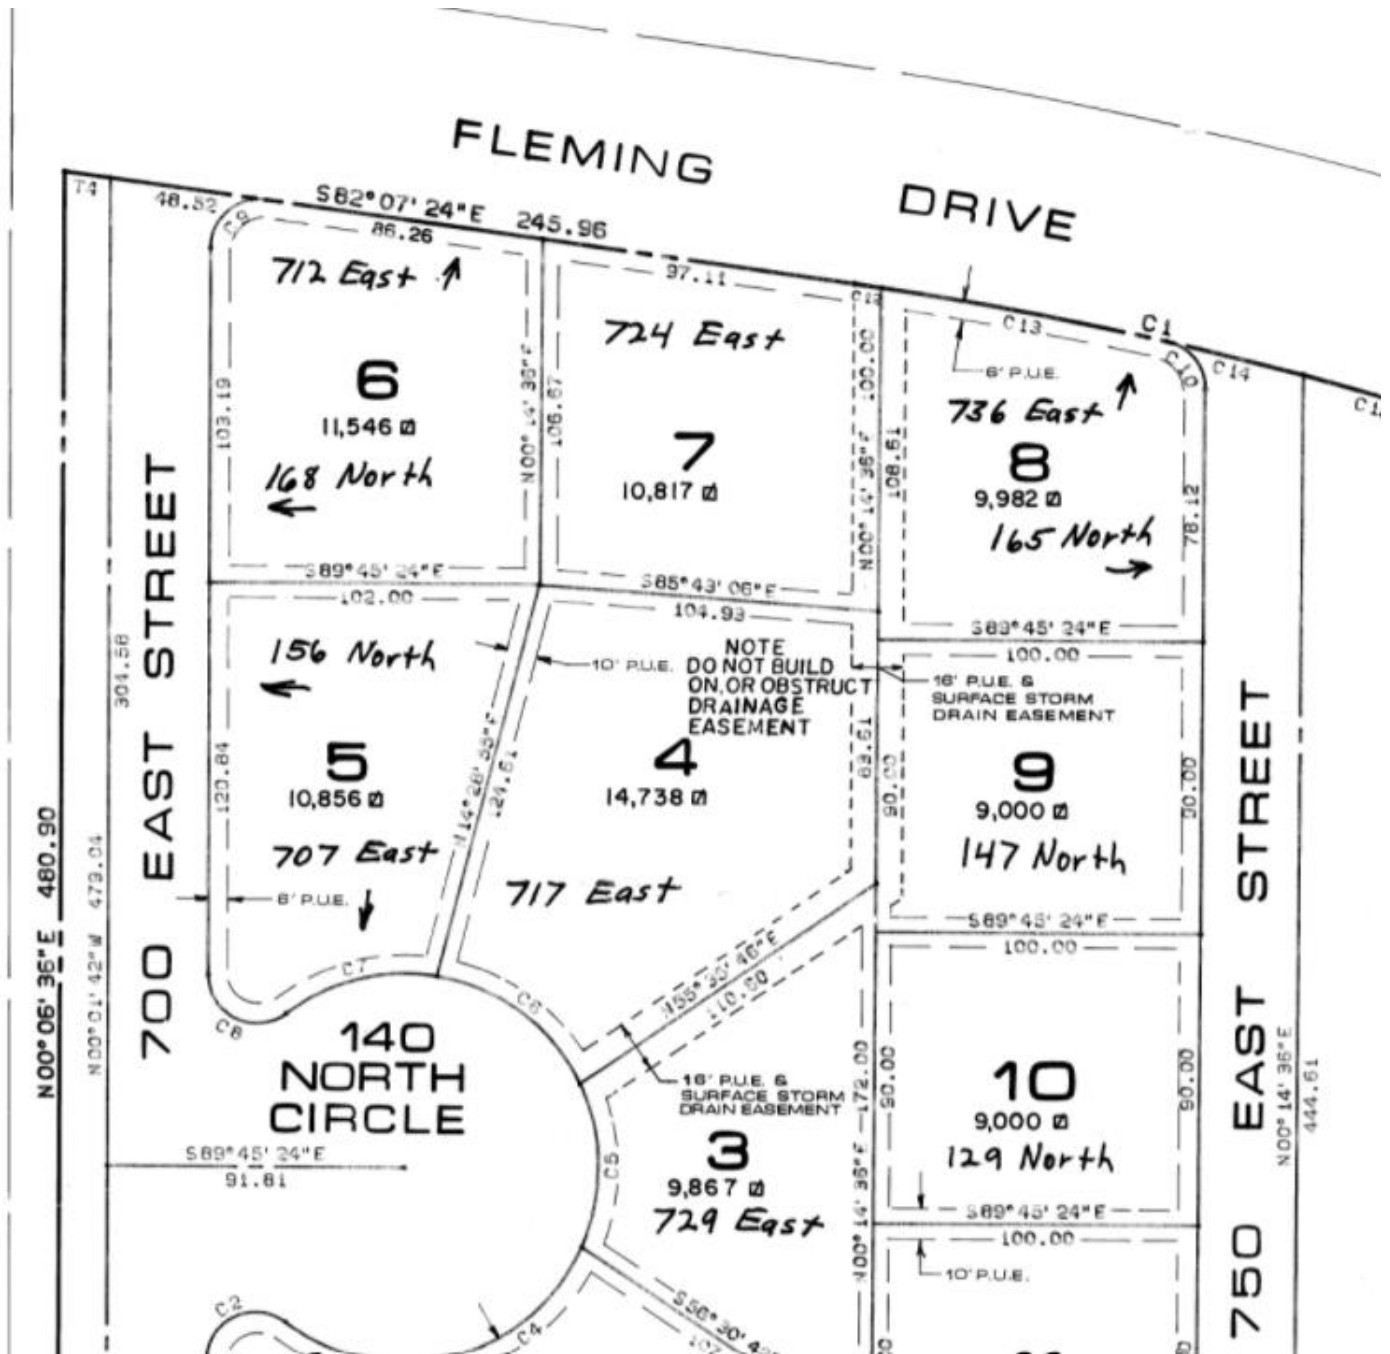 FLEMING DRIVE
T4
48.52
C9
S82°07'24"E 245.96
86.26
712 East
6
11,546
168 North
103.19
N00°14'36"E
106.67
97.11
724 East
7
10,817
100.00
N00°14'36"E
108.61
C13
C1
C10
C14
6' P.U.E.
736 East
8
9,982
165 North
78.12
S89°45'24"E
102.00
S85°43'06"E
104.93
S89°45'24"E
100.00
700 EAST STREET
304.58
156 North
5
10,856
707 East
120.84
6' P.U.E.
N14°28'55"E
124.61
10' P.U.E.
NOTE
DO NOT BUILD
ON, OR OBSTRUCT
DRAINAGE
EASEMENT
4
14,738
717 East
16' P.U.E. &
SURFACE STORM
DRAIN EASEMENT
90.00
9
9,000
147 North
90.00
S89°45'24"E
100.00
750 EAST STREET
N00°06'36"E 480.90
N00°01'42"W 479.04
C7
C8
C6
140
NORTH
CIRCLE
S89°45'24"E
91.81
110.00
16' P.U.E. &
SURFACE STORM
DRAIN EASEMENT
C5
3
9,867
729 East
N00°14'36"E 172.00
90.00
10
9,000
129 North
90.00
S89°45'24"E
100.00
10' P.U.E.
N00°14'36"E
444.61
C2
C4